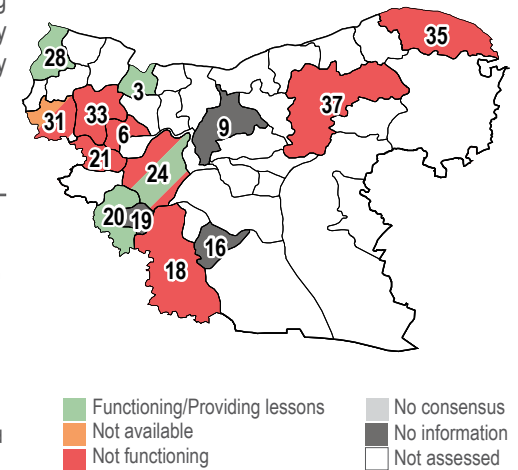 g
y
y
35
28
3
37
33
31
9
6
21
24
20
19
16
18
Functioning/Providing lessons
Not available
Not functioning
No consensus
No information
Not assessed